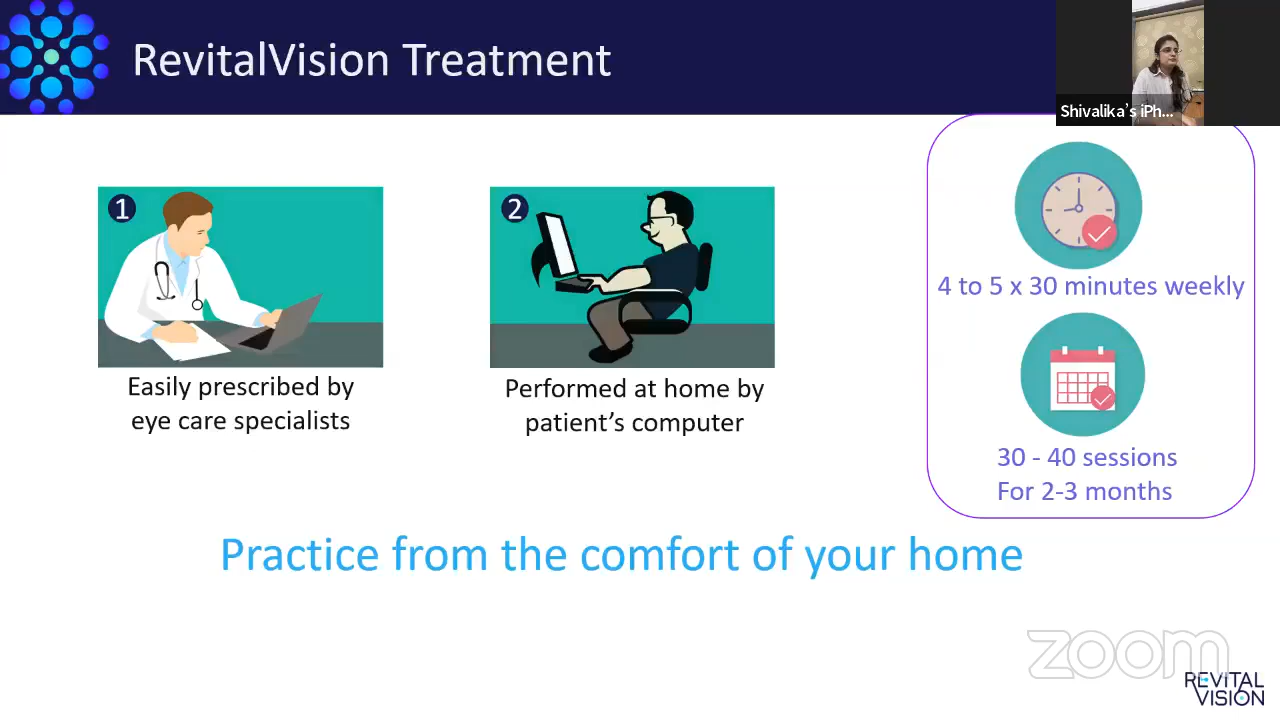 RevitalVision Treatment
Shivalika's iPh...
1
2
Easily prescribed by
eye care specialists
Performed at home by
patient's computer
4 to 5 x 30 minutes weekly
30 - 40 sessions
For 2-3 months
Practice from the comfort of your home
zoom
REVITAL
VISION